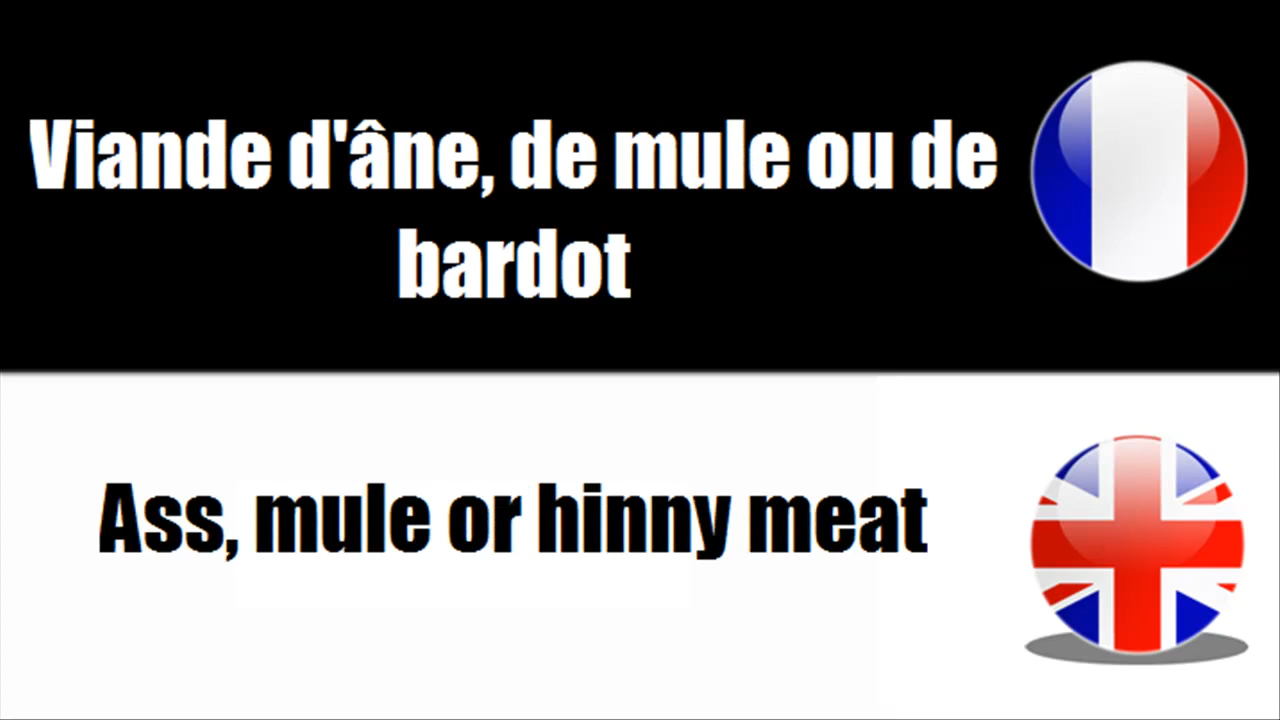 Viande d'âne, de mule ou de
bardot
Ass, mule or hinny meat